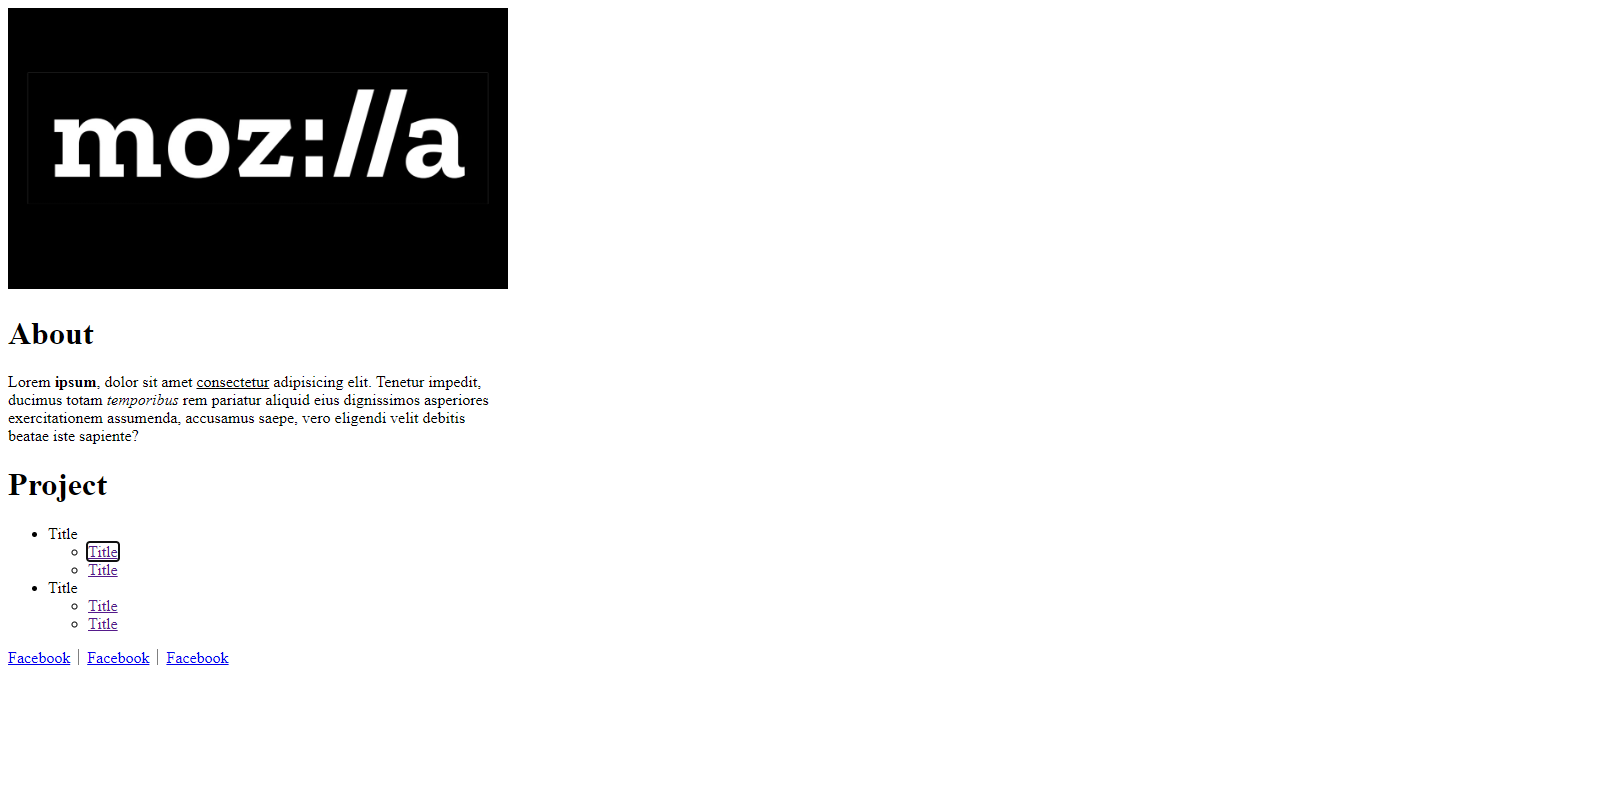 moz://a
About
Lorem ipsum, dolor sit amet consectetur adipisicing elit. Tenetur impedit,
ducimus totam temporibus rem pariatur aliquid eius dignissimos asperiores
exercitationem assumenda, accusamus saepe, vero eligendi velit debitis
beatae iste sapiente?
Project
Title
Title
Title
Title
Title
Title
Facebook | Facebook | Facebook